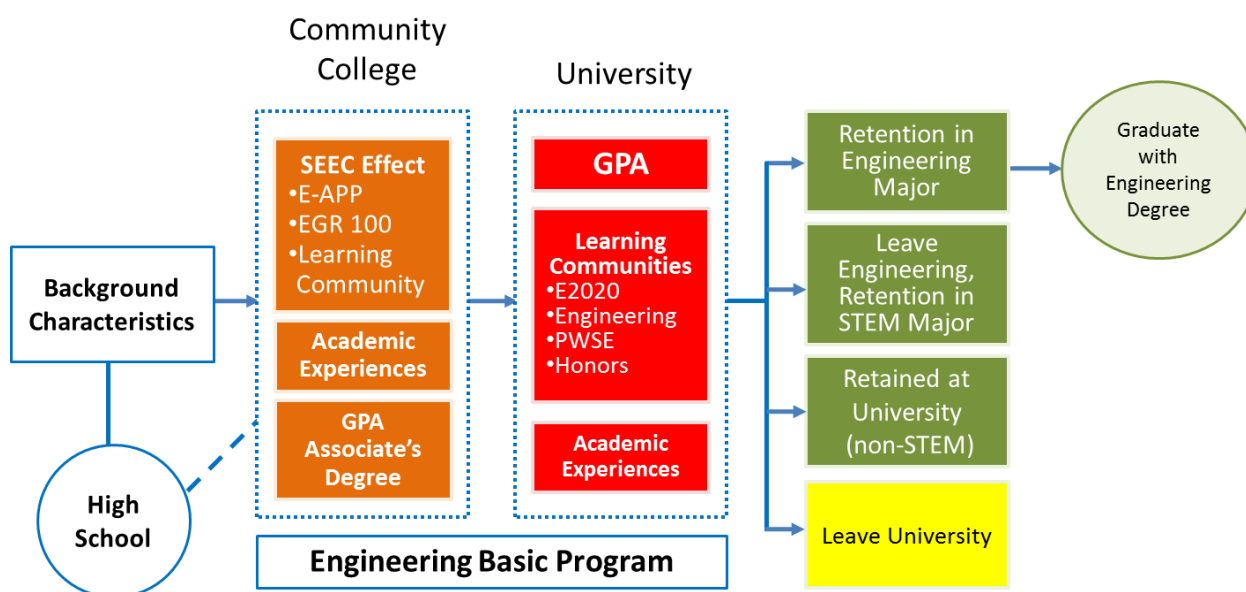 Community
College
University
SEEC Effect
•E-APP
•EGR 100
•Learning
Community
Academic
Experiences
GPA
Associate's
Degree
GPA
Learning
Communities
•E2020
•Engineering
•PWSE
•Honors
Academic
Experiences
Background
Characteristics
High
School
Engineering Basic Program
Retention in
Engineering
Major
Leave
Engineering,
Retention in
STEM Major
Retained at
University
(non-STEM)
Leave University
Graduate
with
Engineering
Degree